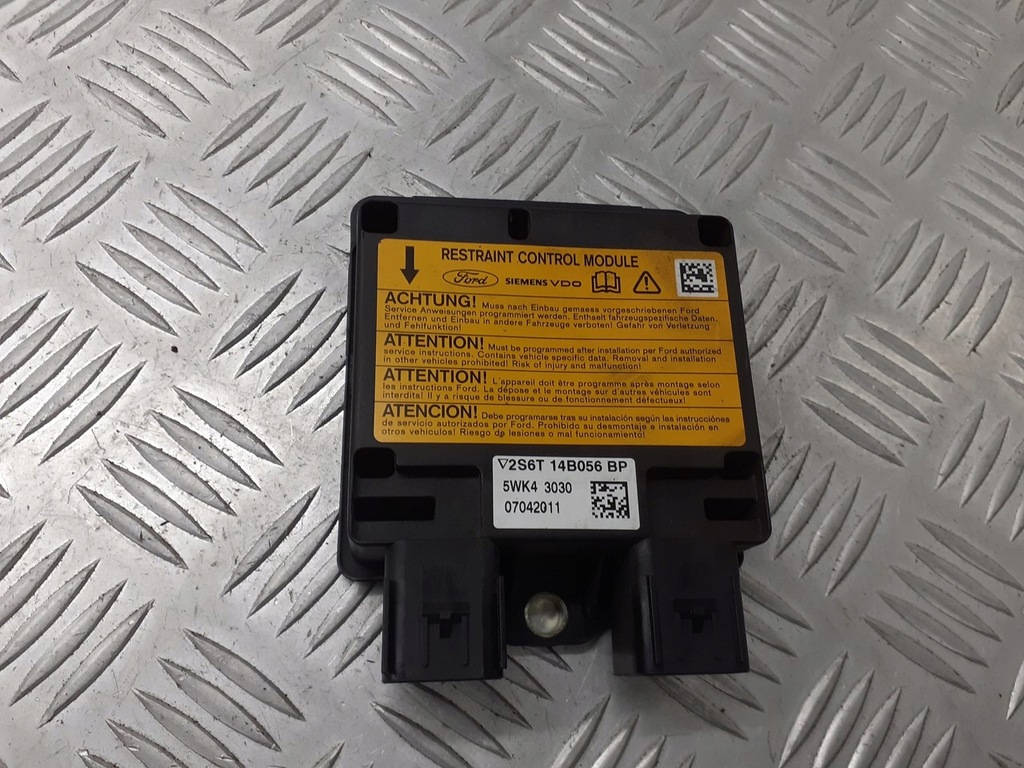 RESTRAINT CONTROL MODULE
Ford SIEMENS VDO
ACHTUNG! Muss nach Einbau gemaess vorgeschriebenen Ford
Service Anweisungen programmiert werden. Enthaelt fahrzeugspezifische Daten.
Entfernen und Einbau in andere Fahrzeuge verboten! Gefahr von Verletzung
und Fehlfunktion!
ATTENTION! Must be programmed after installation per Ford authorized
service instructions. Contains vehicle specific data. Removal and installation
in other vehicles prohibited! Risk of injury and malfunction!
ATTENTION! L'appareil doit être programme après montage selon
les instructions Ford. La dépose et le montage sur d'autres véhicules sont
interdits! Il y a risque de blessure ou de fonctionnement défectueux!
ATENCION! Debe programarse tras su instalación según las instrucciones
de servicio autorizados por Ford. Prohibido su desmontaje e instalación en
otros vehículos! Riesgo de lesiones o mal funcionamiento!
2S6T 14B056 BP
5WK4 3030
07042011